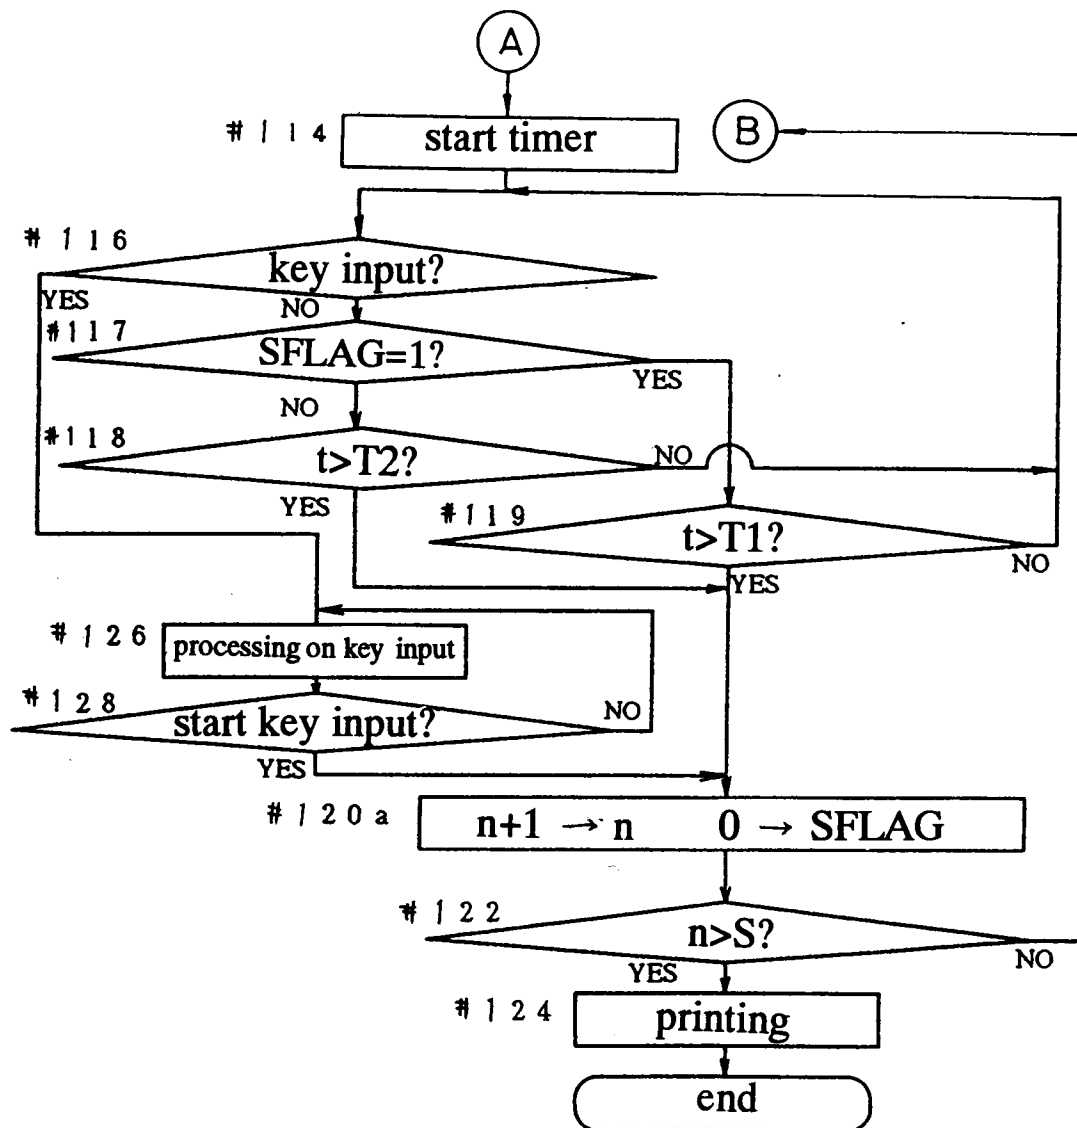 A
#114
start timer
B
#116
key input?
YES
NO
#117
SFLAG=1?
YES
NO
#118
t>T2?
NO
YES
#119
t>T1?
NO
YES
#126
processing on key input
#128
start key input?
NO
YES
#120a
n+1 → n 0 → SFLAG
#122
n>S?
NO
YES
#124
printing
end